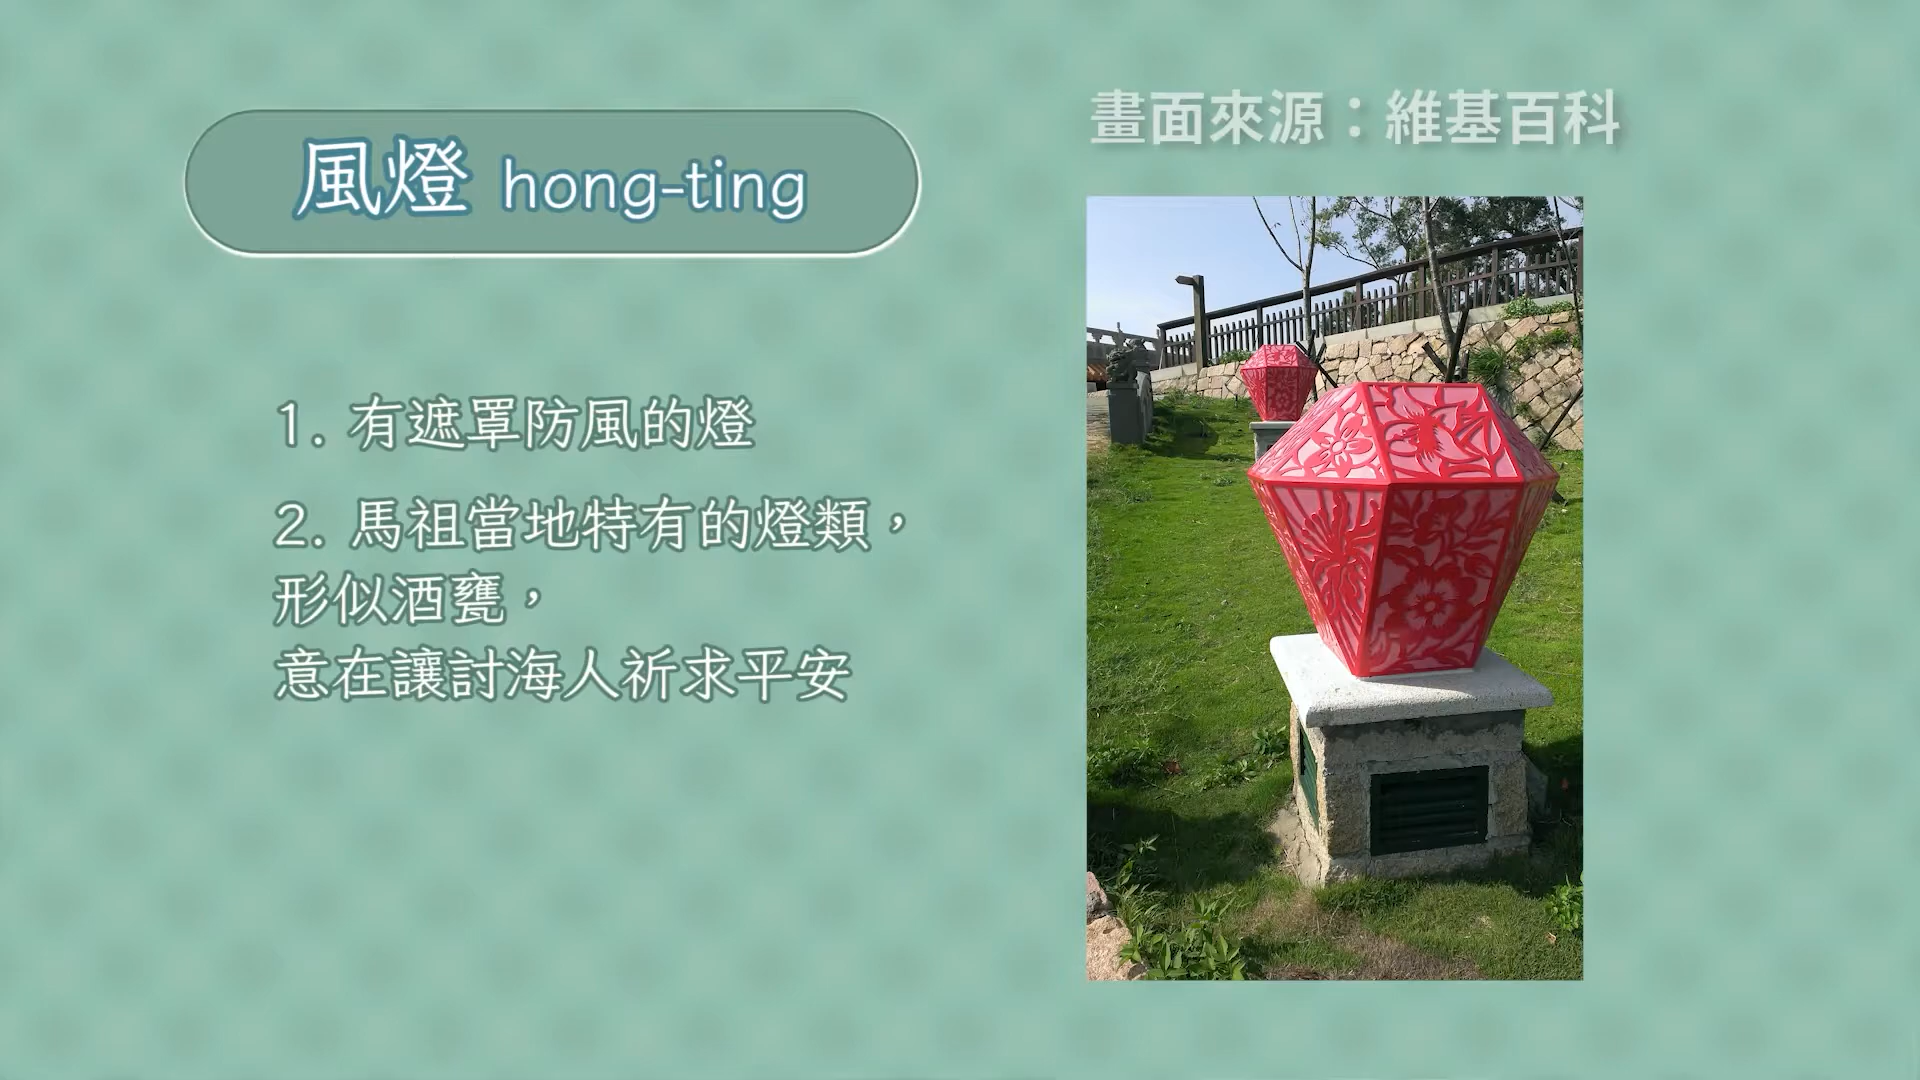 風燈 hong-ting
畫面來源：維基百科
1. 有遮罩防風的燈
2. 馬祖當地特有的燈類，
形似酒甕，
意在讓討海人祈求平安